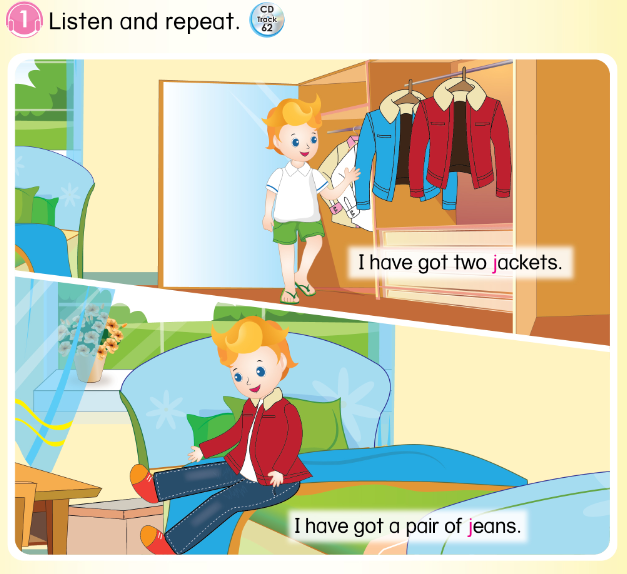 1 Listen and repeat. CD Track 62
I have got two jackets.
I have got a pair of jeans.